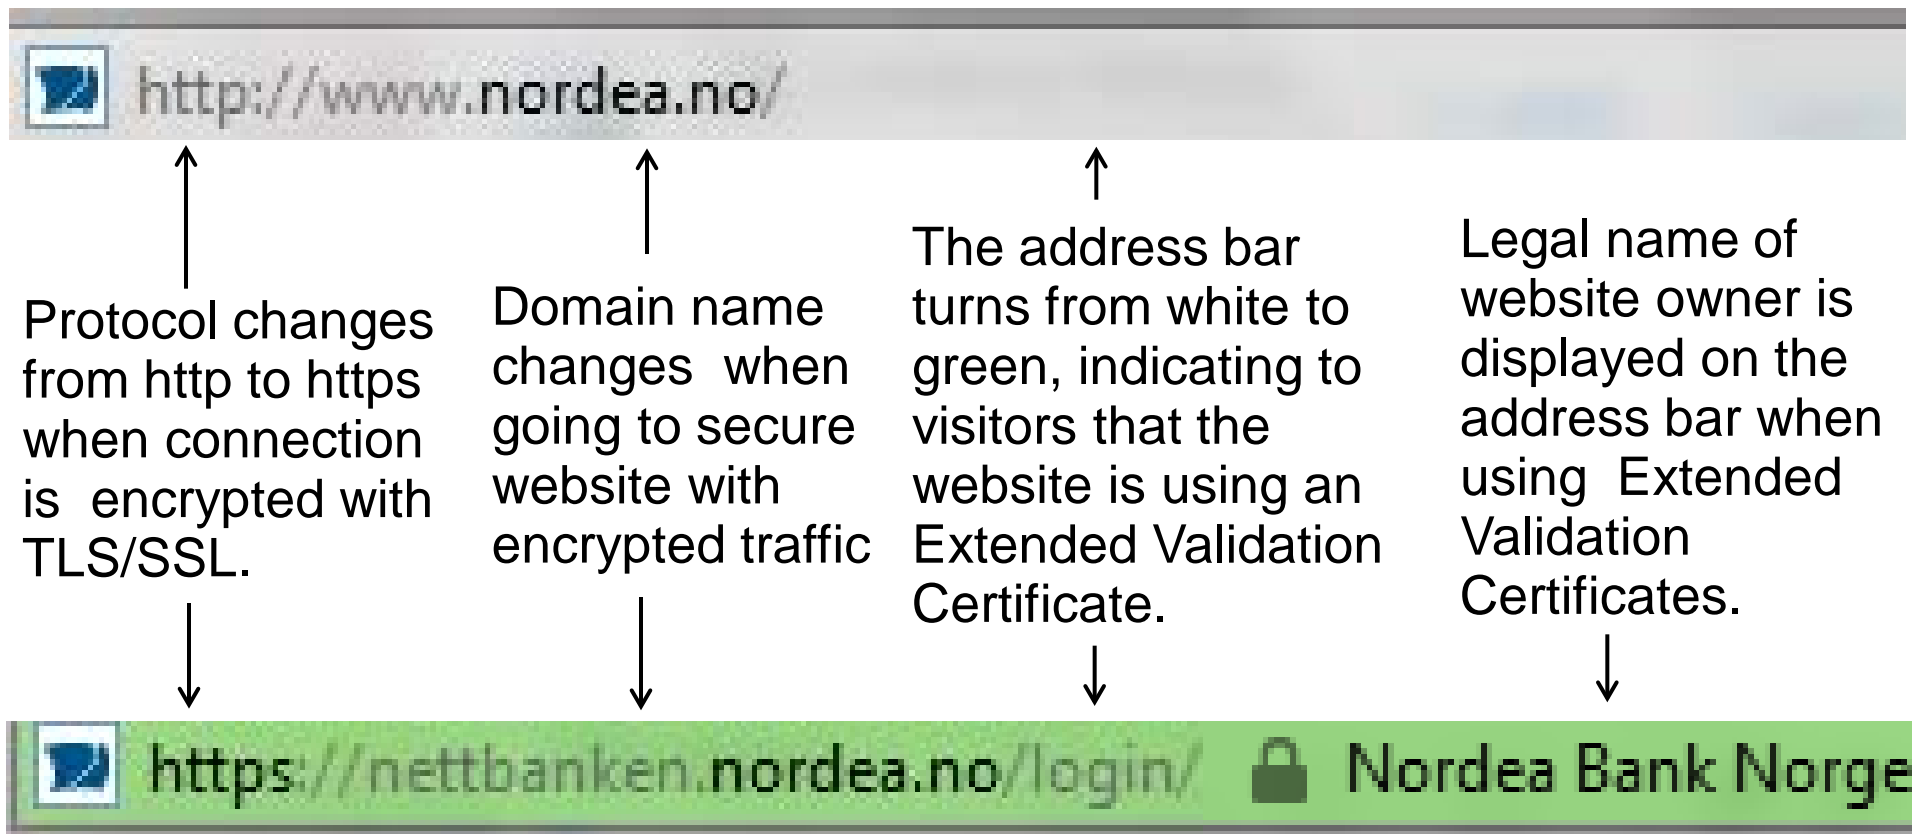 http://www.nordea.no/
Protocol changes
from http to https
when connection
is encrypted with
TLS/SSL.
Domain name
changes when
going to secure
website with
encrypted traffic
The address bar
turns from white to
green, indicating to
visitors that the
website is using an
Extended Validation
Certificate.
Legal name of
website owner is
displayed on the
address bar when
using Extended
Validation
Certificates.
https://nettbanken.nordea.no/login/ Nordea Bank Norge